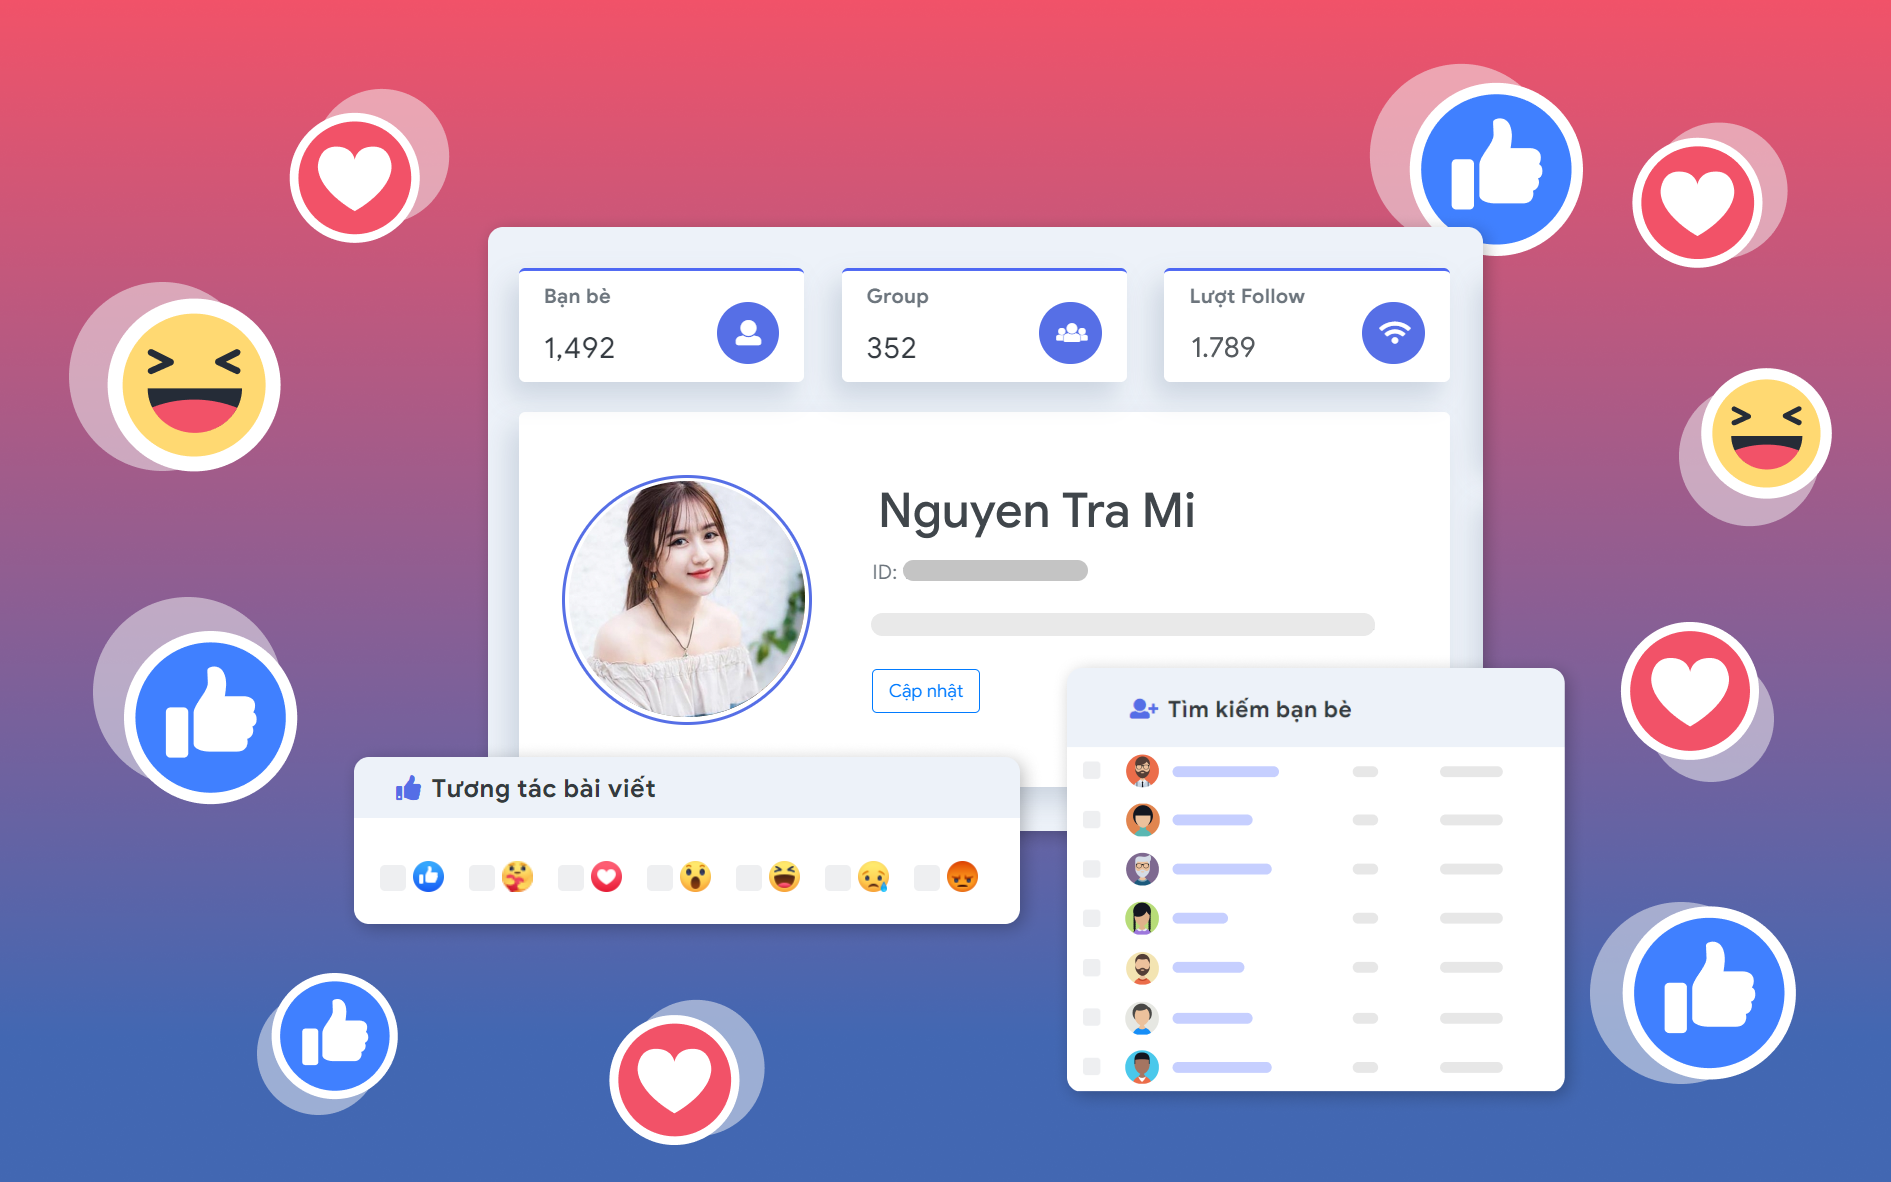 Bạn bè
1,492
Group
352
Lượt Follow
1.789
Nguyen Tra Mi
ID:
Cập nhật
Tương tác bài viết
Tìm kiếm bạn bè